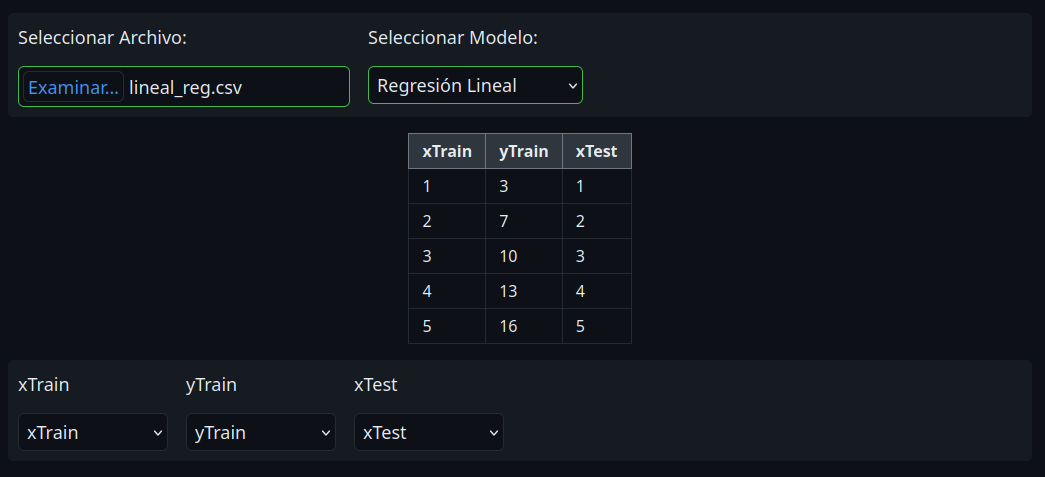 Seleccionar Archivo: Seleccionar Modelo:
Examinar... lineal_reg.csv Regresión Lineal
xTrain yTrain xTest
1 3 1
2 7 2
3 10 3
4 13 4
5 16 5
xTrain yTrain xTest
xTrain yTrain xTest